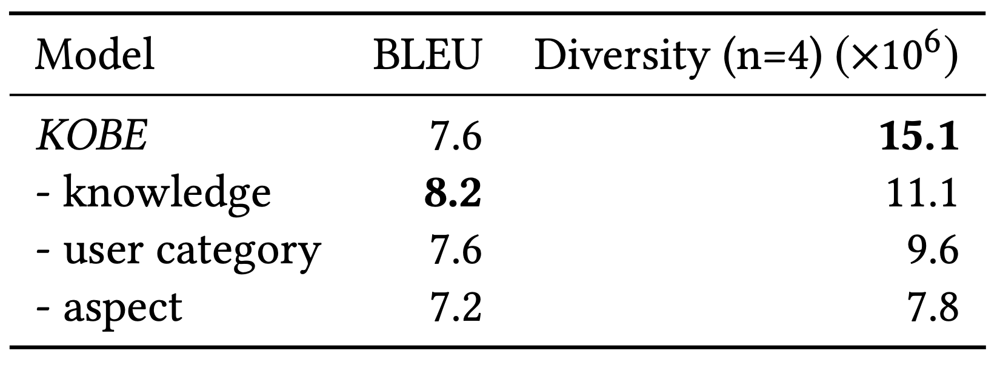 Model BLEU Diversity (n=4) (×10⁶)
KOBE 7.6 15.1
- knowledge 8.2 11.1
- user category 7.6 9.6
- aspect 7.2 7.8